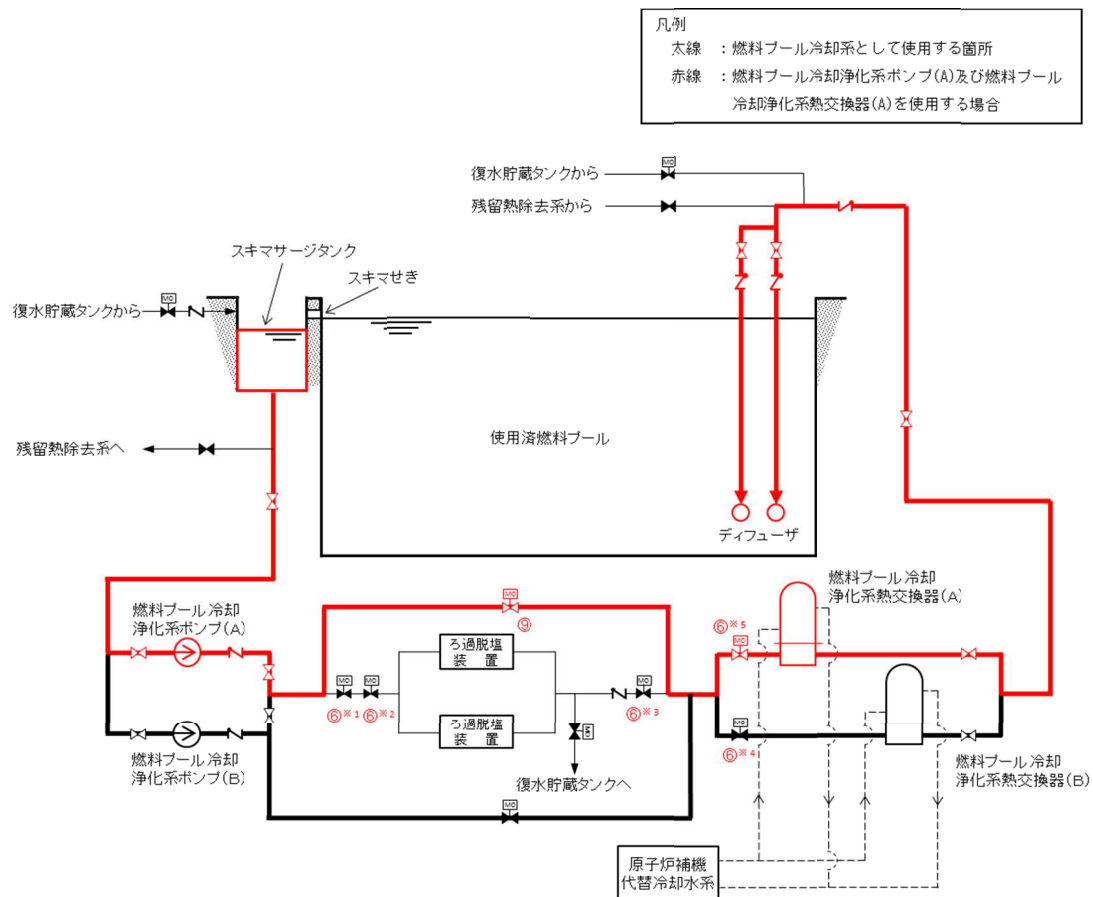 凡例
太線 ：燃料プール冷却系として使用する箇所
赤線 ：燃料プール冷却浄化系ポンプ(A)及び燃料プール
冷却浄化系熱交換器(A)を使用する場合
復水貯蔵タンクから
MO
残留熱除去系から
スキマサージタンク
スキマせき
復水貯蔵タンクから
MO
使用済燃料プール
残留熱除去系へ
ディフューザ
燃料プール冷却
浄化系ポンプ(A)
MO
⑨
燃料プール冷却
浄化系熱交換器(A)
⑥※5
MO
ろ過脱塩
装置
MO
MO
⑥※1
⑥※2
MO
⑥※3
ろ過脱塩
装置
MO
MO
⑥※4
燃料プール冷却
浄化系ポンプ(B)
復水貯蔵タンクへ
燃料プール冷却
浄化系熱交換器(B)
MO
原子炉補機
代替冷却水系